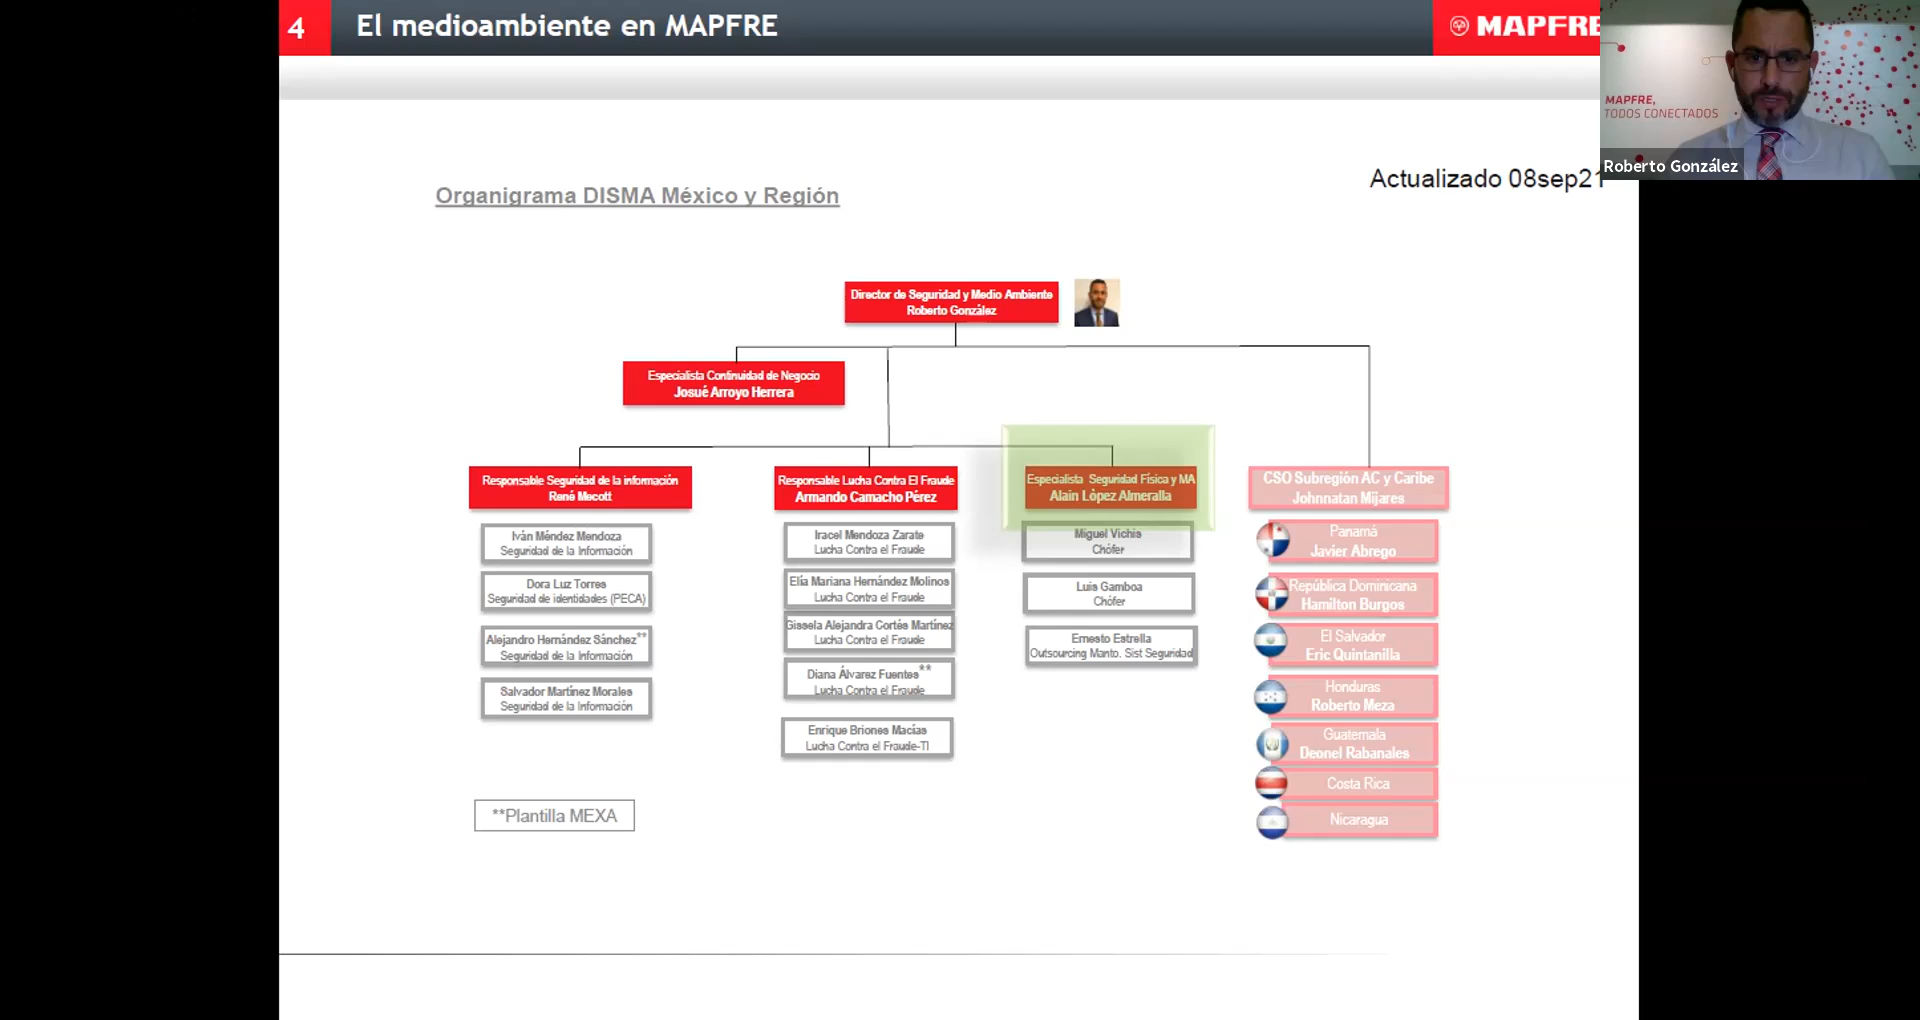 4
El medioambiente en MAPFRE
MAPFRE
MAPFRE,
TODOS CONECTADOS
Roberto González
Organigrama DISMA México y Región
Actualizado 08sep21
Director de Seguridad y Medio Ambiente
Roberto González
Especialista Continuidad de Negocio
Josué Arroyo Herrera
Responsable Seguridad de la información
René Mecott
Iván Méndez Mendoza
Seguridad de la Información
Dora Luz Torres
Seguridad de identidades (PECA)
Alejandro Hernández Sánchez**
Seguridad de la Información
Salvador Martínez Morales
Seguridad de la Información
**Plantilla MEXA
Responsable Lucha Contra El Fraude
Armando Camacho Pérez
Iracel Mendoza Zarate
Lucha Contra el Fraude
Elía Mariana Hernández Molinos
Lucha Contra el Fraude
Gissela Alejandra Cortés Martínez
Lucha Contra el Fraude
Diana Álvarez Fuentes**
Lucha Contra el Fraude
Enrique Briones Macías
Lucha Contra el Fraude-TI
Especialista Seguridad Física y MA
Alain Lòpez Almeralla
Miguel Vichis
Chófer
Luis Gamboa
Chófer
Ernesto Estrella
Outsourcing Manto. Sist Seguridad
CSO Subregión AC y Caribe
Johnnatan Mijares
Panamá
Javier Abrego
República Dominicana
Hamilton Burgos
El Salvador
Eric Quintanilla
Honduras
Roberto Meza
Guatemala
Deonel Rabanales
Costa Rica
Nicaragua